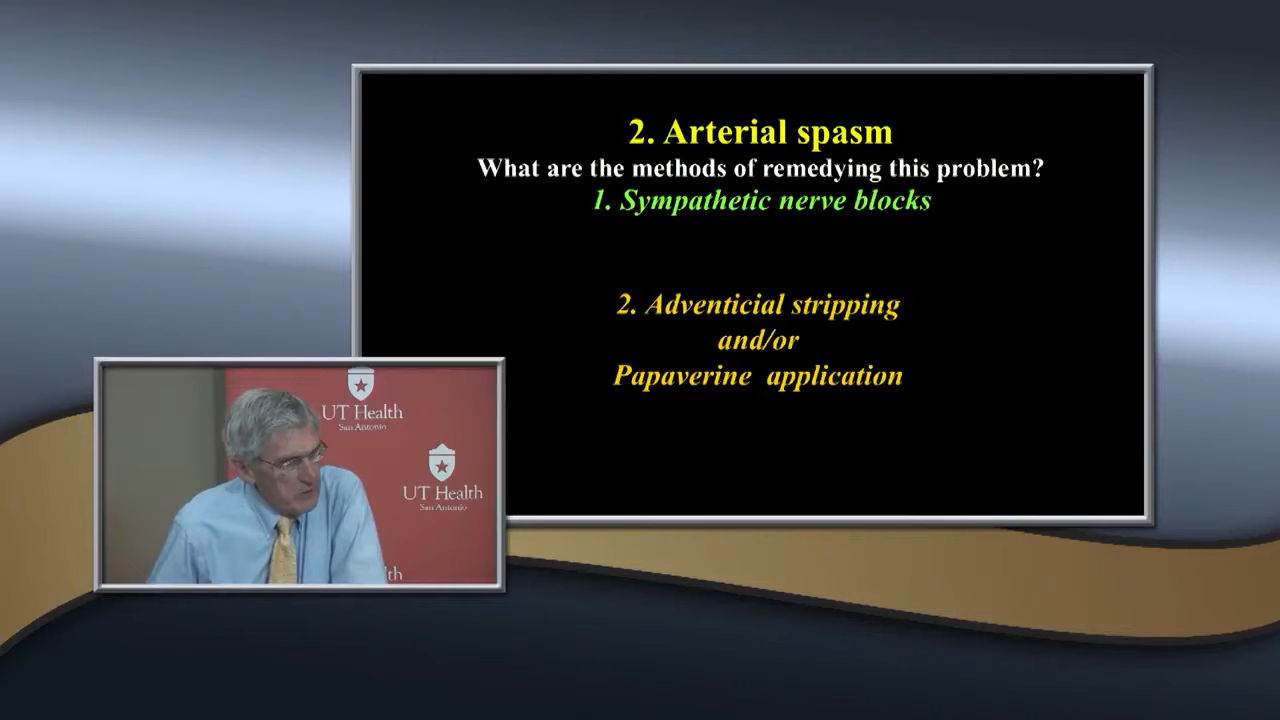 2. Arterial spasm
What are the methods of remedying this problem?
1. Sympathetic nerve blocks
2. Adventicial stripping
and/or
Papaverine application
UT Health
San Antonio
UT Health
San Antonio
th